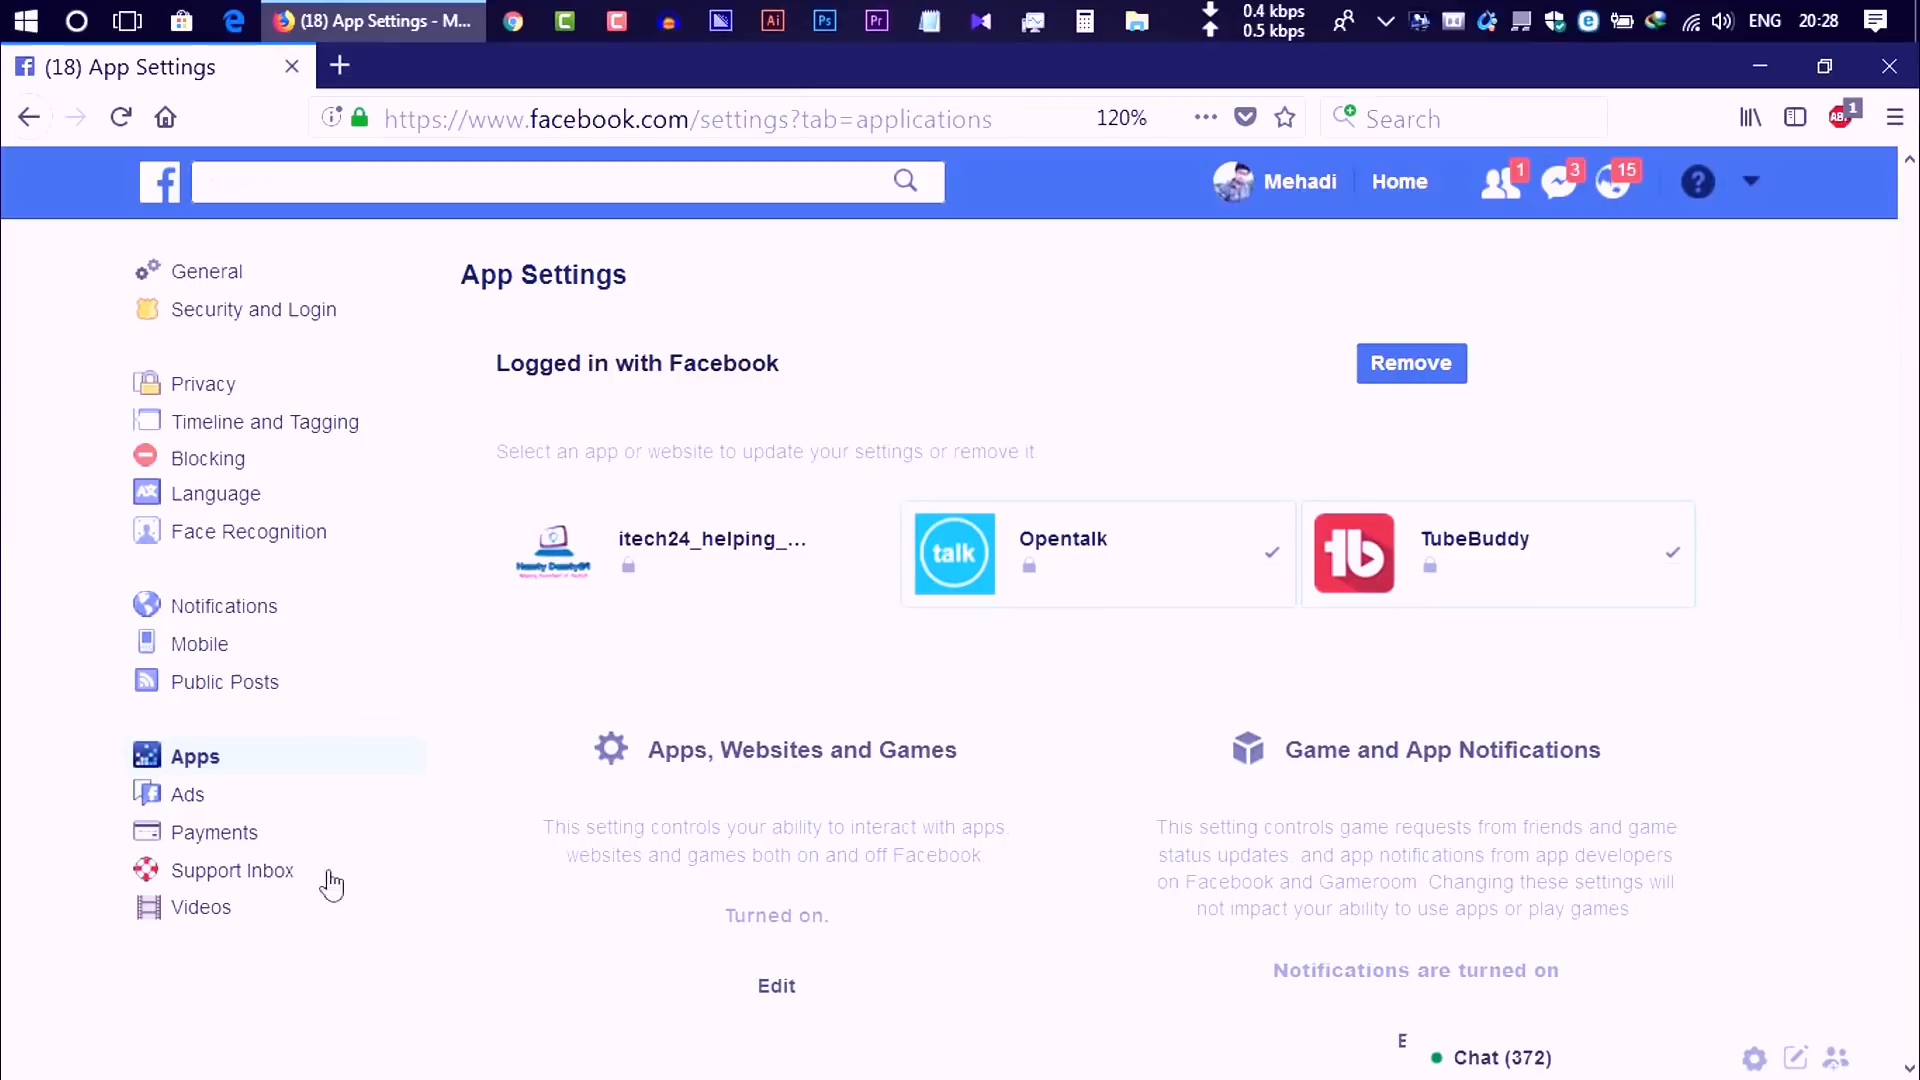 (18) App Settings - M...
Ai
Ps
Pr
0.4 kbps
0.5 kbps
ENG
20:28
(18) App Settings
https://www.facebook.com/settings?tab=applications
120%
Search
1
Mehadi
Home
1
3
15
General
Security and Login
Privacy
Timeline and Tagging
Blocking
Language
Face Recognition
Notifications
Mobile
Public Posts
Apps
Ads
Payments
Support Inbox
Videos
App Settings
Logged in with Facebook
Remove
Select an app or website to update your settings or remove it.
itech24_helping_...
talk
Opentalk
tb
TubeBuddy
Apps, Websites and Games
This setting controls your ability to interact with apps,
websites and games both on and off Facebook
Turned on.
Edit
Game and App Notifications
This setting controls game requests from friends and game
status updates, and app notifications from app developers
on Facebook and Gameroom. Changing these settings will
not impact your ability to use apps or play games
Notifications are turned on
E
Chat (372)